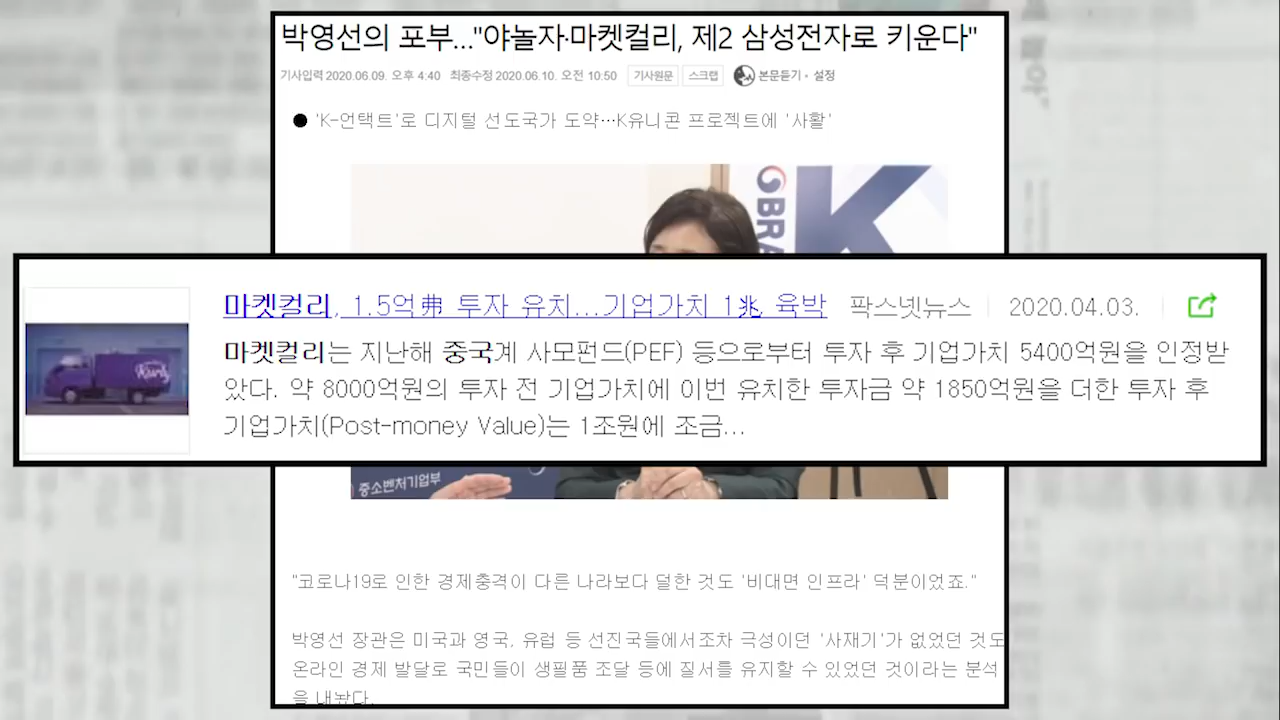 박영선의 포부..."야놀자·마켓컬리, 제2 삼성전자로 키운다"
기사입력 2020.06.09. 오후 4:40 최종수정 2020.06.10. 오전 10:50 기사원문 스크랩 본문듣기 · 설정
● 'K-언택트'로 디지털 선도국가 도약…K유니콘 프로젝트에 '사활'
BRA
K
마켓컬리, 1.5억弗 투자 유치...기업가치 1兆 육박 팍스넷뉴스 2020.04.03.
Kurly
마켓컬리는 지난해 중국계 사모펀드(PEF) 등으로부터 투자 후 기업가치 5400억원을 인정받
았다. 약 8000억원의 투자 전 기업가치에 이번 유치한 투자금 약 1850억원을 더한 투자 후
기업가치(Post-money Value)는 1조원에 조금...
중소벤처기업부
"코로나19로 인한 경제충격이 다른 나라보다 덜한 것도 '비대면 인프라' 덕분이었죠."
박영선 장관은 미국과 영국, 유럽 등 선진국들에서조차 극성이던 '사재기'가 없었던 것도
온라인 경제 발달로 국민들이 생필품 조달 등에 질서를 유지할 수 있었던 것이라는 분석
을 내놨다.